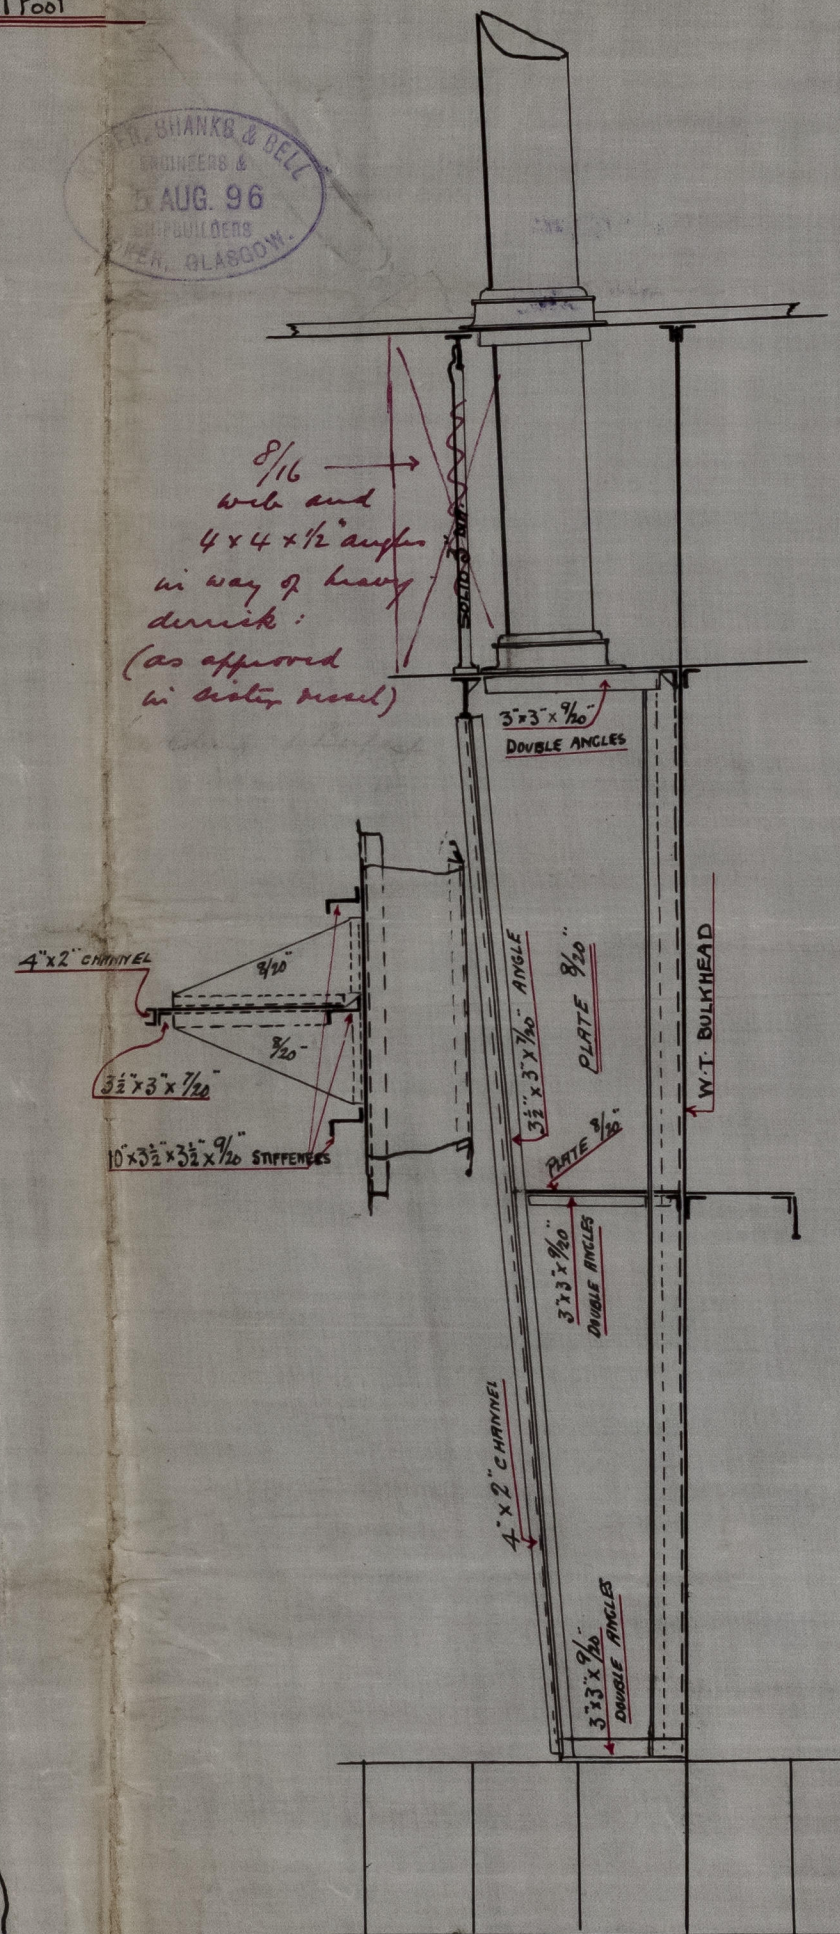 SHANKS & BELL
ENGINEERS &
AUG. 96
SHIPBUILDERS
GLASGOW.
8/16
web and
4 x 4 x 1/2" angles
in way of heavy
derrick :
(as approved
in sister vessel)
SOLID
3" x 3" x 9/20"
DOUBLE ANGLES
4" x 2" CHANNEL
8/20"
8/20"
3½" x 3" x 7/20"
10" x 3½" x 3½" x 9/20" STIFFENERS
3½" x 3" x 7/20" ANGLE
PLATE 8/20"
W.T. BULKHEAD
PLATE 8/20"
3" x 3" x 9/20"
DOUBLE ANGLES
4" x 2" CHANNEL
3" x 3" x 9/20"
DOUBLE ANGLES